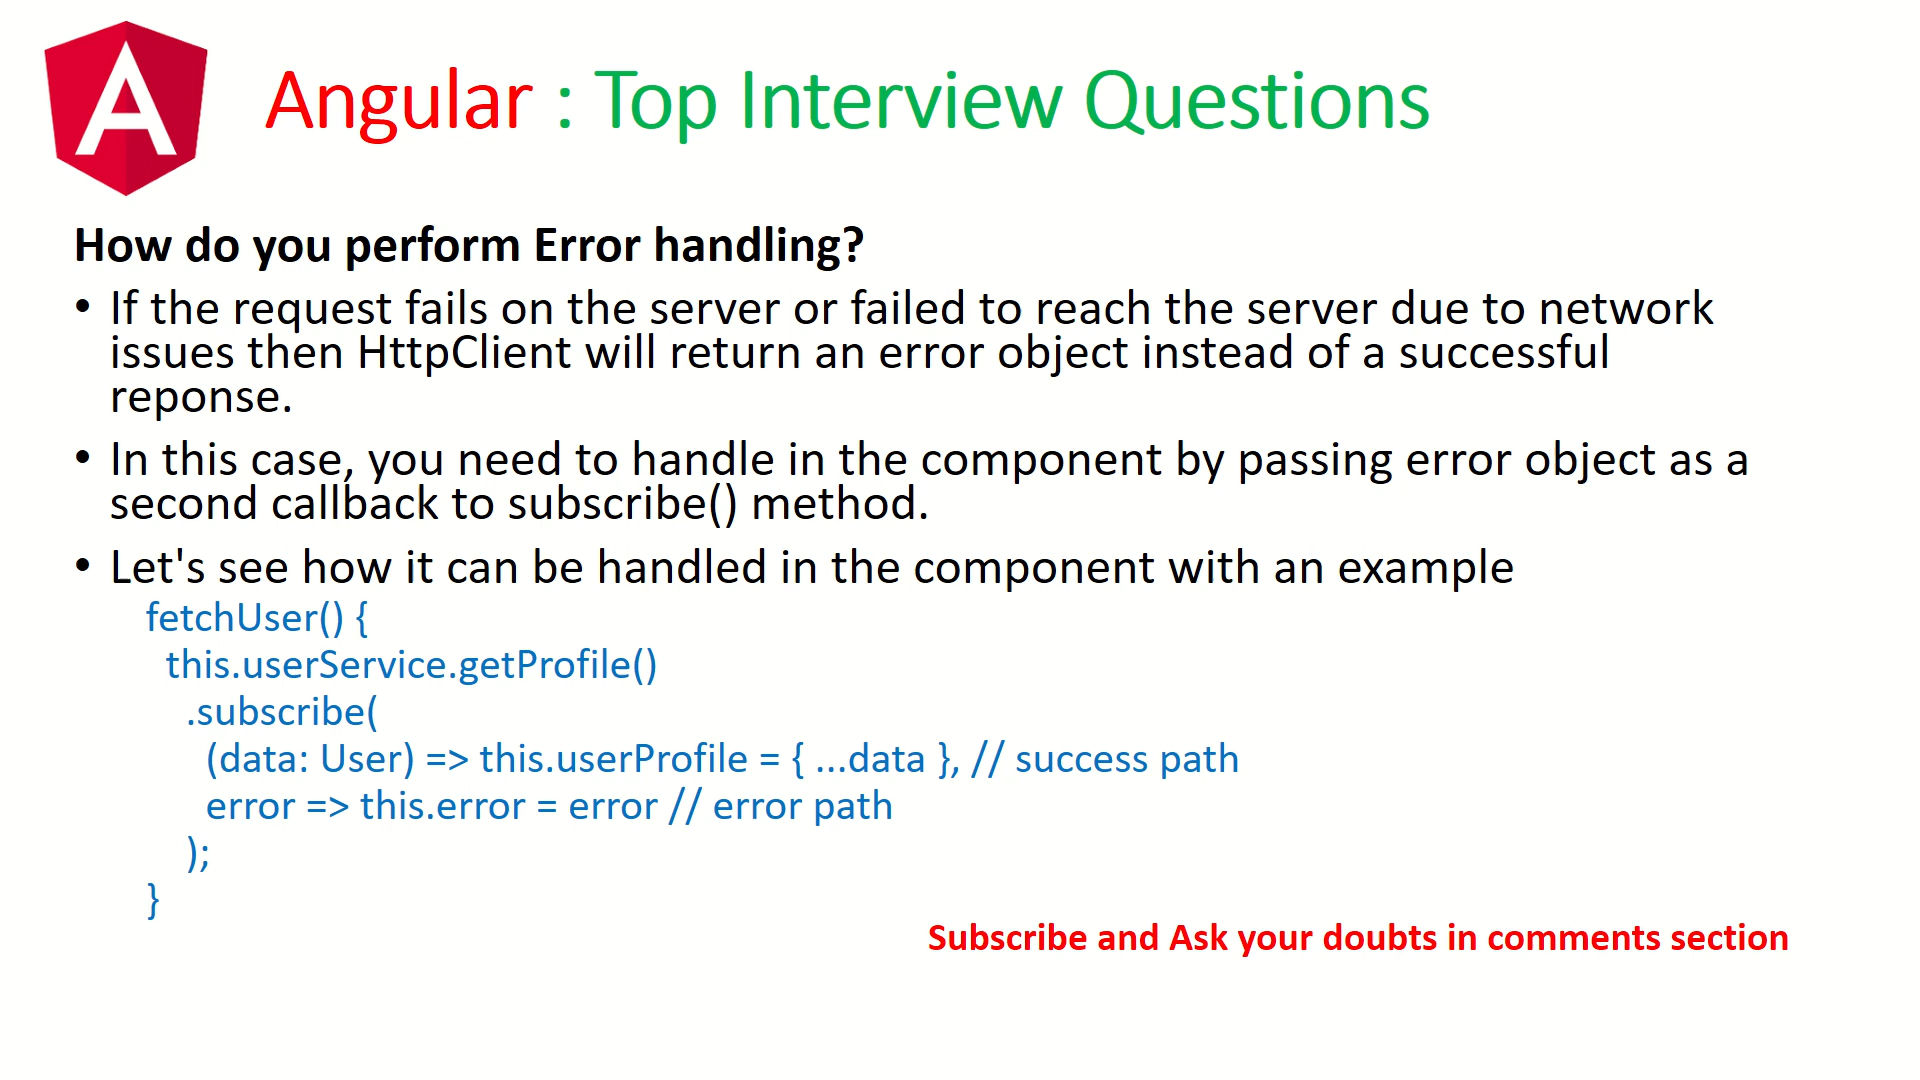 Angular : Top Interview Questions
How do you perform Error handling?
• If the request fails on the server or failed to reach the server due to network
issues then HttpClient will return an error object instead of a successful
reponse.
• In this case, you need to handle in the component by passing error object as a
second callback to subscribe() method.
• Let's see how it can be handled in the component with an example
fetchUser() {
this.userService.getProfile()
.subscribe(
(data: User) => this.userProfile = { ...data }, // success path
error => this.error = error // error path
);
}
Subscribe and Ask your doubts in comments section